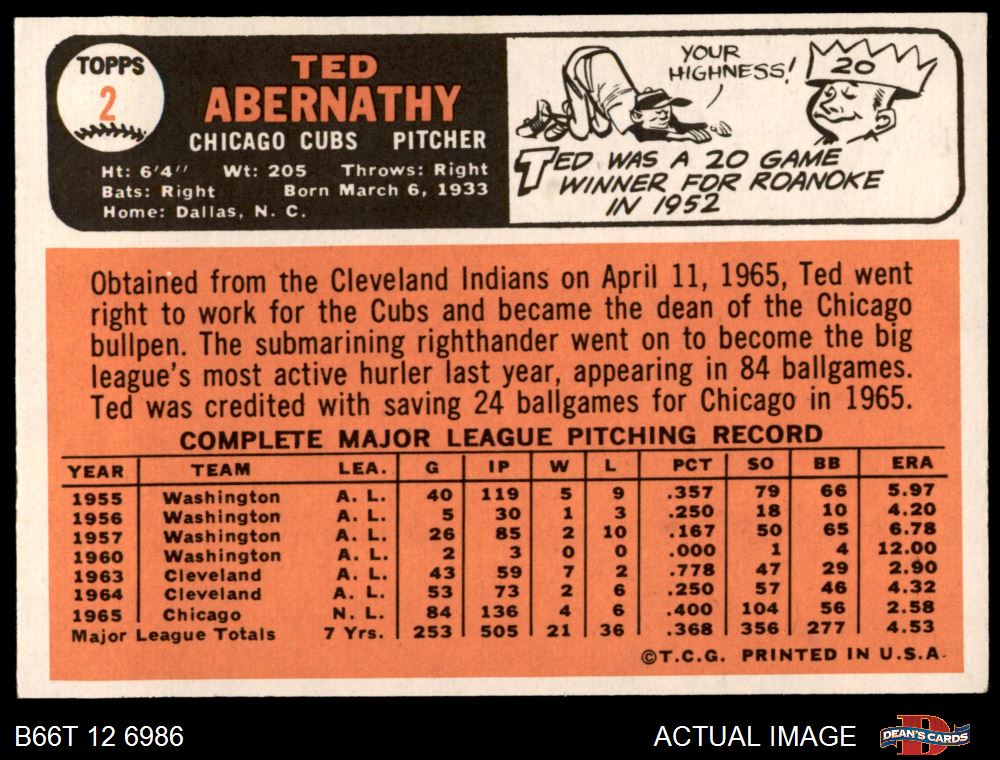 TOPPS
2
TED
ABERNATHY
CHICAGO CUBS PITCHER
Ht: 6'4" Wt: 205 Throws: Right
Bats: Right Born March 6, 1933
Home: Dallas, N. C.
YOUR
HIGHNESS!
20
TED WAS A 20 GAME
WINNER FOR ROANOKE
IN 1952
Obtained from the Cleveland Indians on April 11, 1965, Ted went
right to work for the Cubs and became the dean of the Chicago
bullpen. The submarining righthander went on to become the big
league's most active hurler last year, appearing in 84 ballgames.
Ted was credited with saving 24 ballgames for Chicago in 1965.
COMPLETE MAJOR LEAGUE PITCHING RECORD
YEAR TEAM LEA. G IP W L PCT SO BB ERA
1955 Washington A. L. 40 119 5 9 .357 79 66 5.97
1956 Washington A. L. 5 30 1 3 .250 18 10 4.20
1957 Washington A. L. 26 85 2 10 .167 50 65 6.78
1960 Washington A. L. 2 3 0 0 .000 1 4 12.00
1963 Cleveland A. L. 43 59 7 2 .778 47 29 2.90
1964 Cleveland A. L. 53 73 2 6 .250 57 46 4.32
1965 Chicago N. L. 84 136 4 6 .400 104 56 2.58
Major League Totals 7 Yrs. 253 505 21 36 .368 356 277 4.53
©T.C.G. PRINTED IN U.S.A.
B66T 12 6986
ACTUAL IMAGE
DEAN'S CARDS